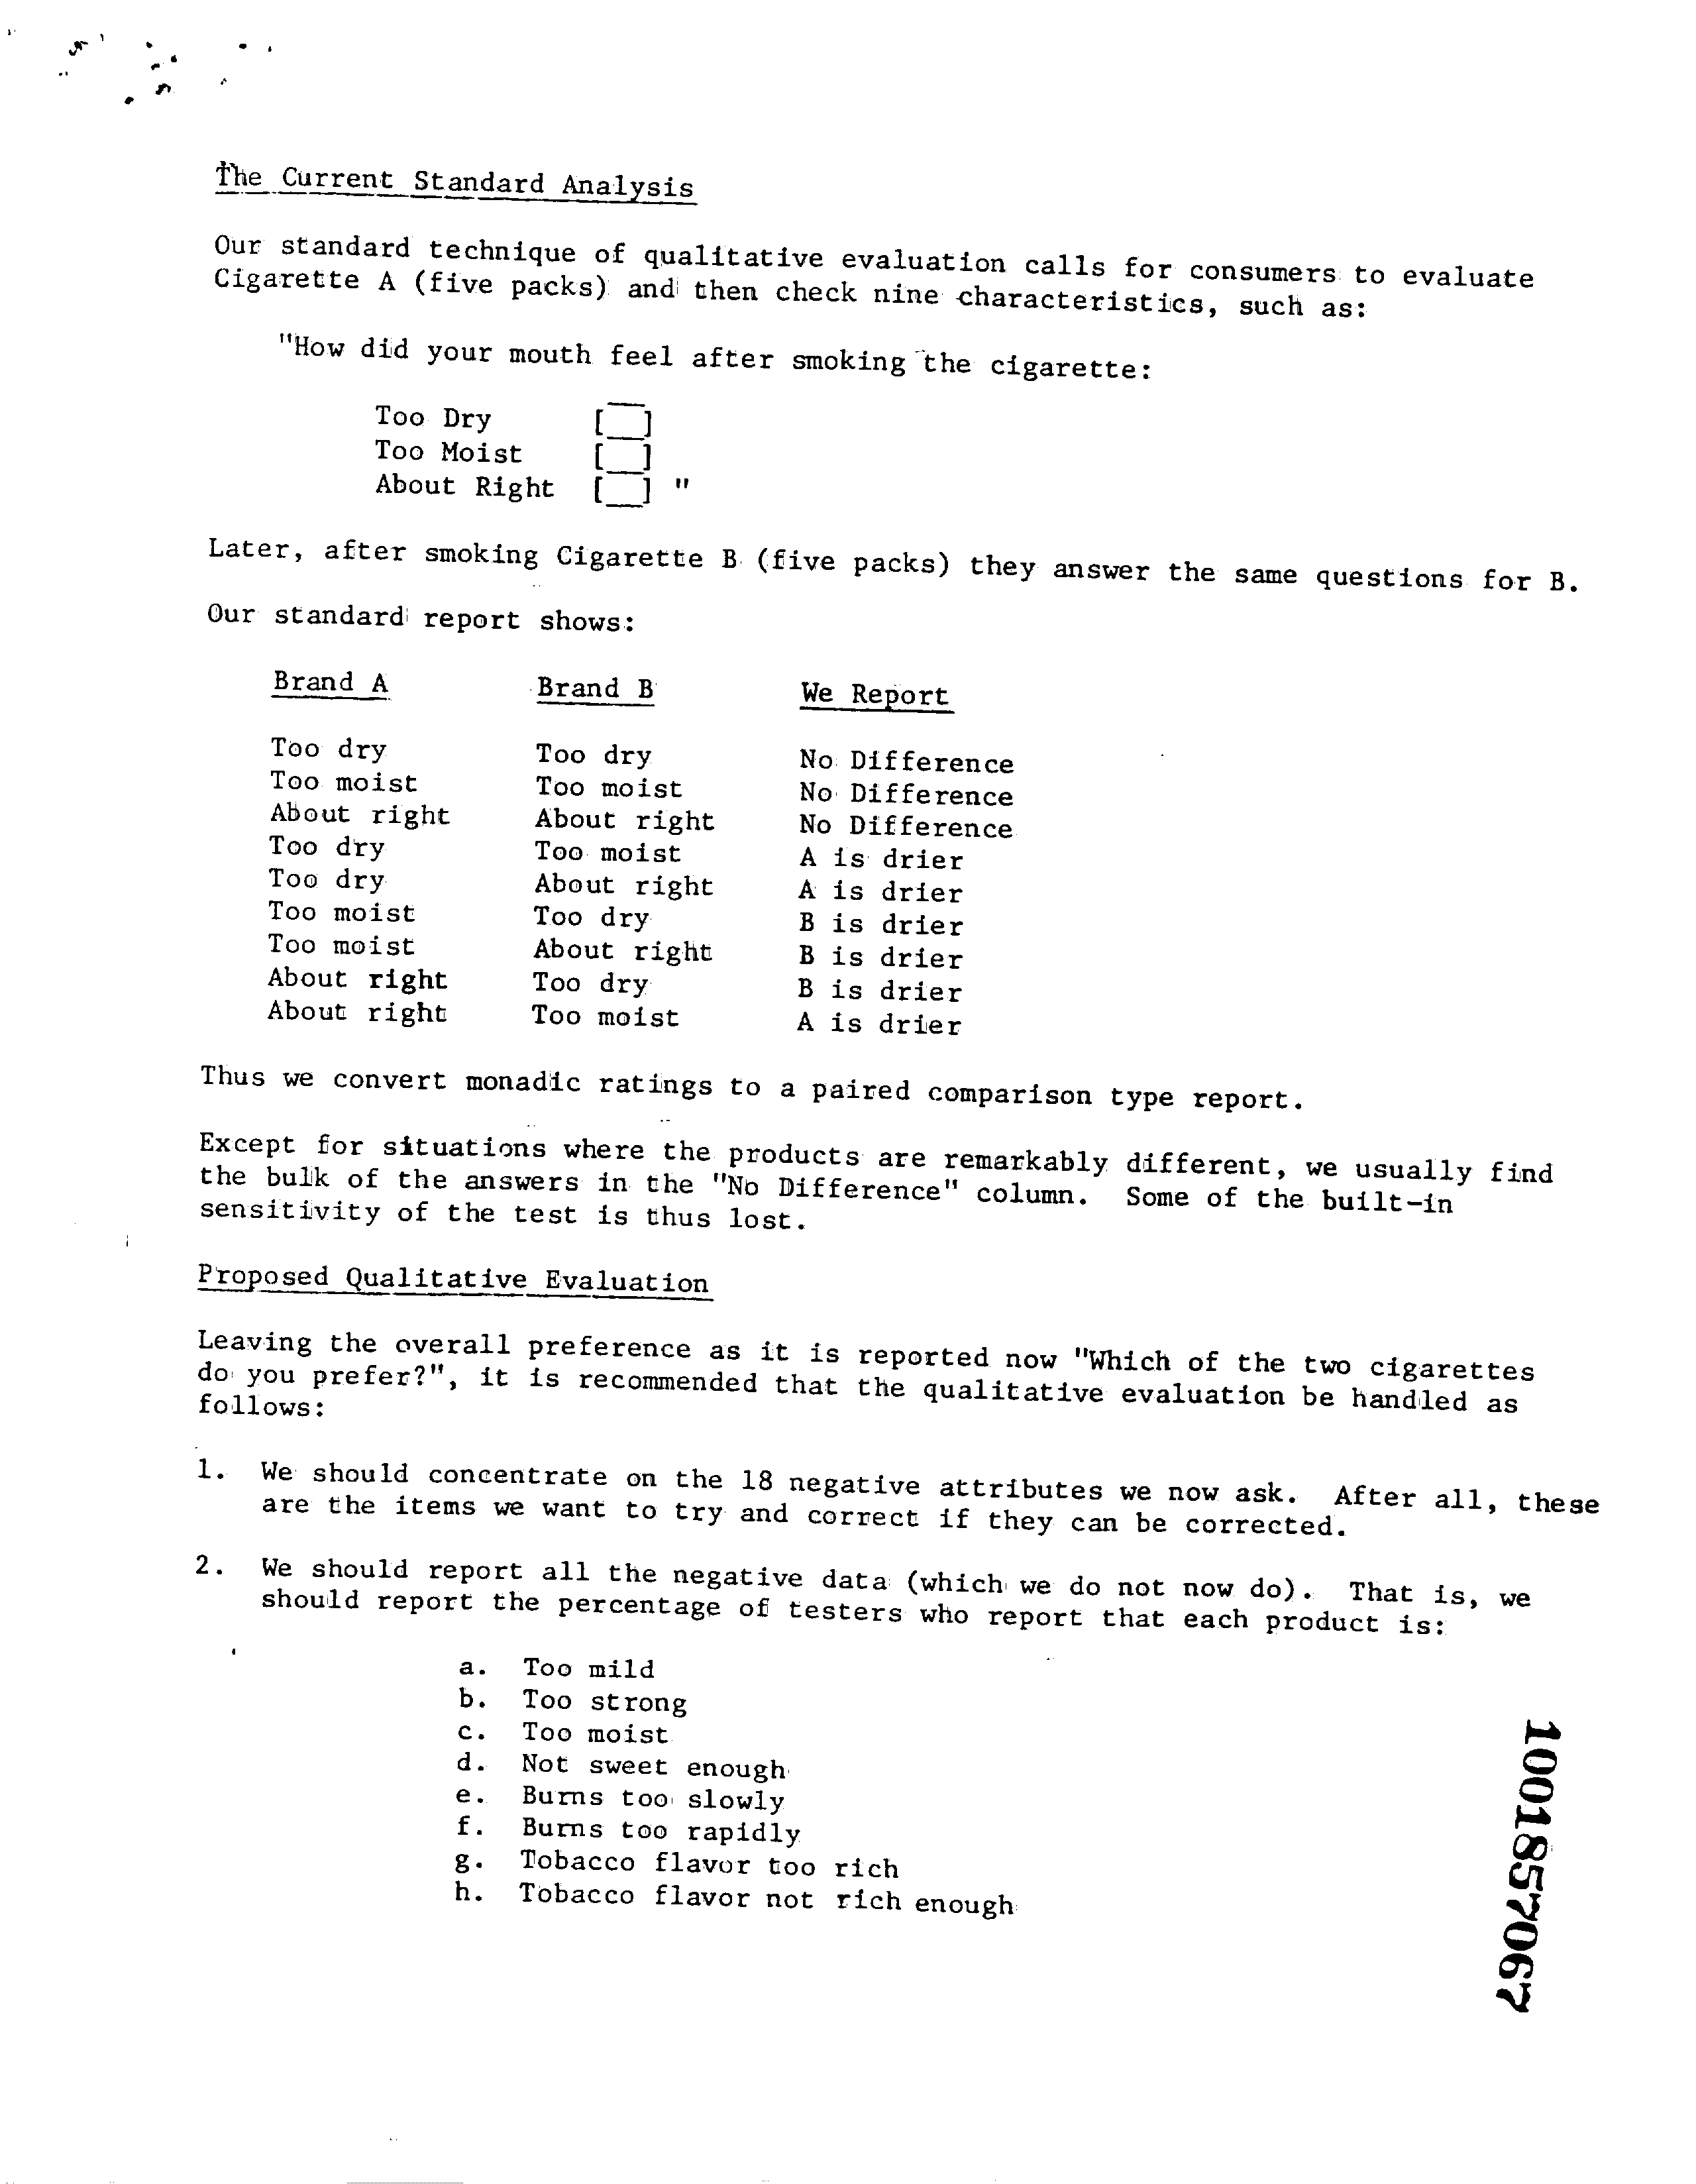 The Current Standard Analysis
Our standard technique of qualitative evaluation calls for consumers to evaluate
Cigarette A (five packs) and then check nine characteristics, such as:
"How did your mouth feel after smoking the cigarette:
Too Dry [ ]
Too Moist [ ]
About Right [ ] "
Later, after smoking Cigarette B (five packs) they answer the same questions for B.
Our standard report shows:
Brand A Brand B We Report
Too dry Too dry No Difference
Too moist Too moist No Difference
About right About right No Difference
Too dry Too moist A is drier
Too dry About right A is drier
Too moist Too dry B is drier
Too moist About right B is drier
About right Too dry B is drier
About right Too moist A is drier
Thus we convert monadic ratings to a paired comparison type report.
Except for situations where the products are remarkably different, we usually find
the bulk of the answers in the "No Difference" column. Some of the built-in
sensitivity of the test is thus lost.
Proposed Qualitative Evaluation
Leaving the overall preference as it is reported now "Which of the two cigarettes
do you prefer?", it is recommended that the qualitative evaluation be handled as
follows:
1. We should concentrate on the 18 negative attributes we now ask. After all, these
are the items we want to try and correct if they can be corrected.
2. We should report all the negative data (which we do not now do). That is, we
should report the percentage of testers who report that each product is:
a. Too mild
b. Too strong
c. Too moist
d. Not sweet enough
e. Burns too slowly
f. Burns too rapidly
g. Tobacco flavor too rich
h. Tobacco flavor not rich enough
1001857067